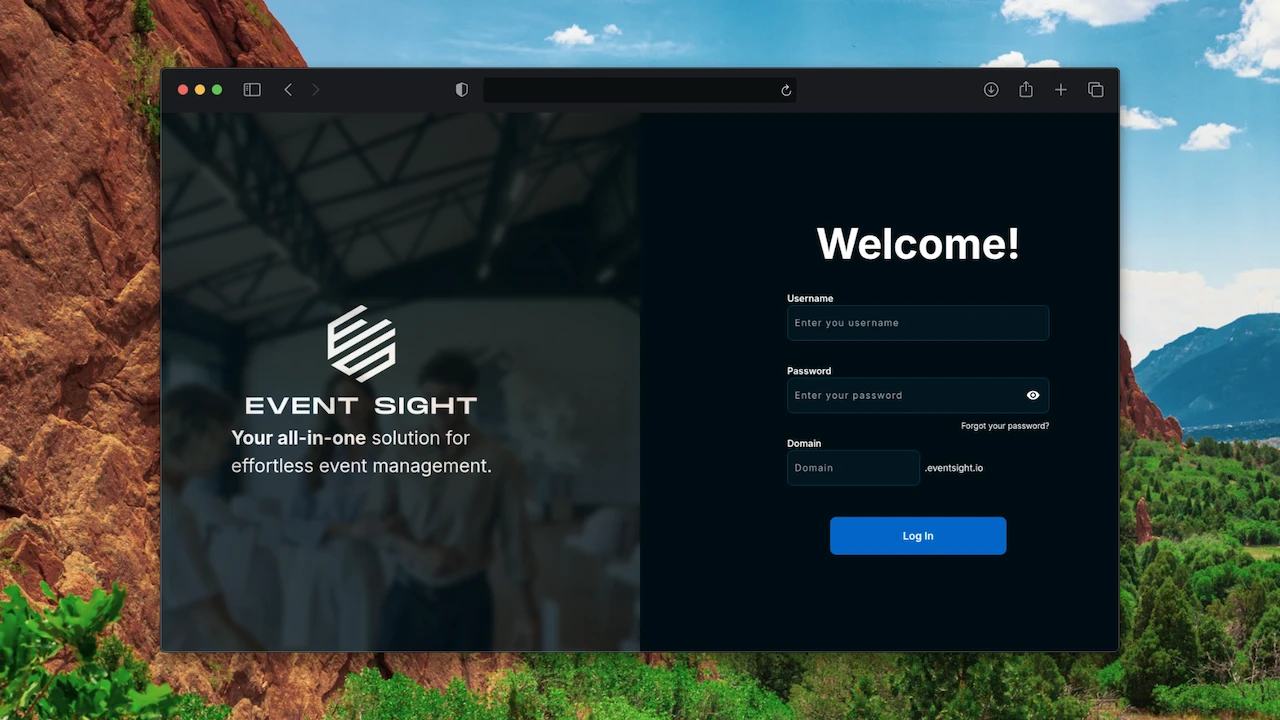 EVENT SIGHT
Your all-in-one solution for
effortless event management.
Welcome!
Username
Enter you username
Password
Enter your password
Forgot your password?
Domain
Domain .eventsight.io
Log In